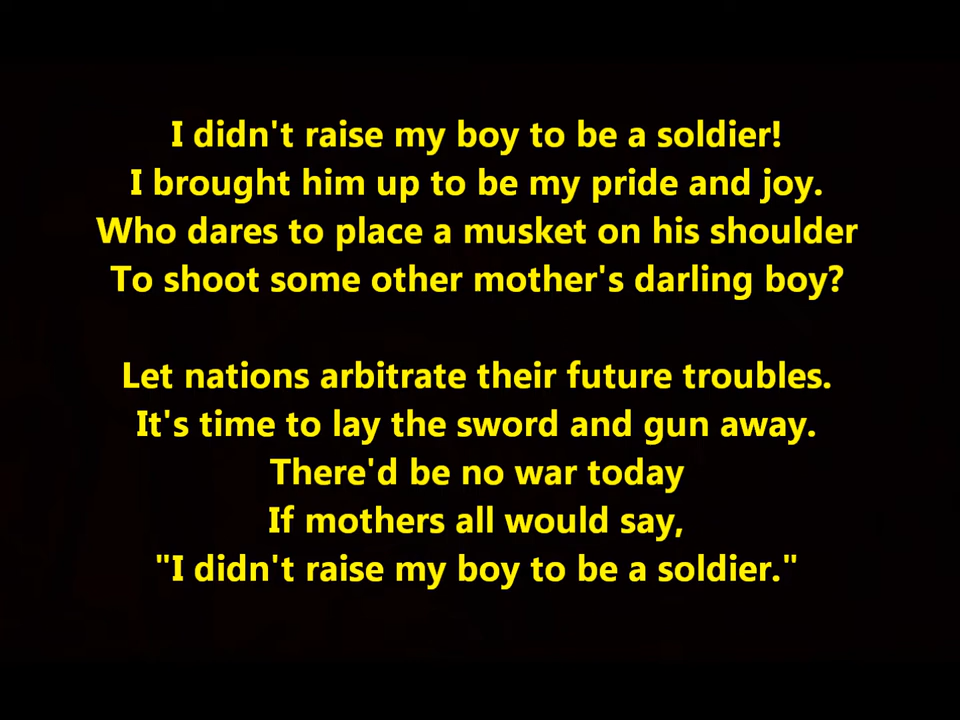 I didn't raise my boy to be a soldier!
I brought him up to be my pride and joy.
Who dares to place a musket on his shoulder
To shoot some other mother's darling boy?
Let nations arbitrate their future troubles.
It's time to lay the sword and gun away.
There'd be no war today
If mothers all would say,
"I didn't raise my boy to be a soldier."